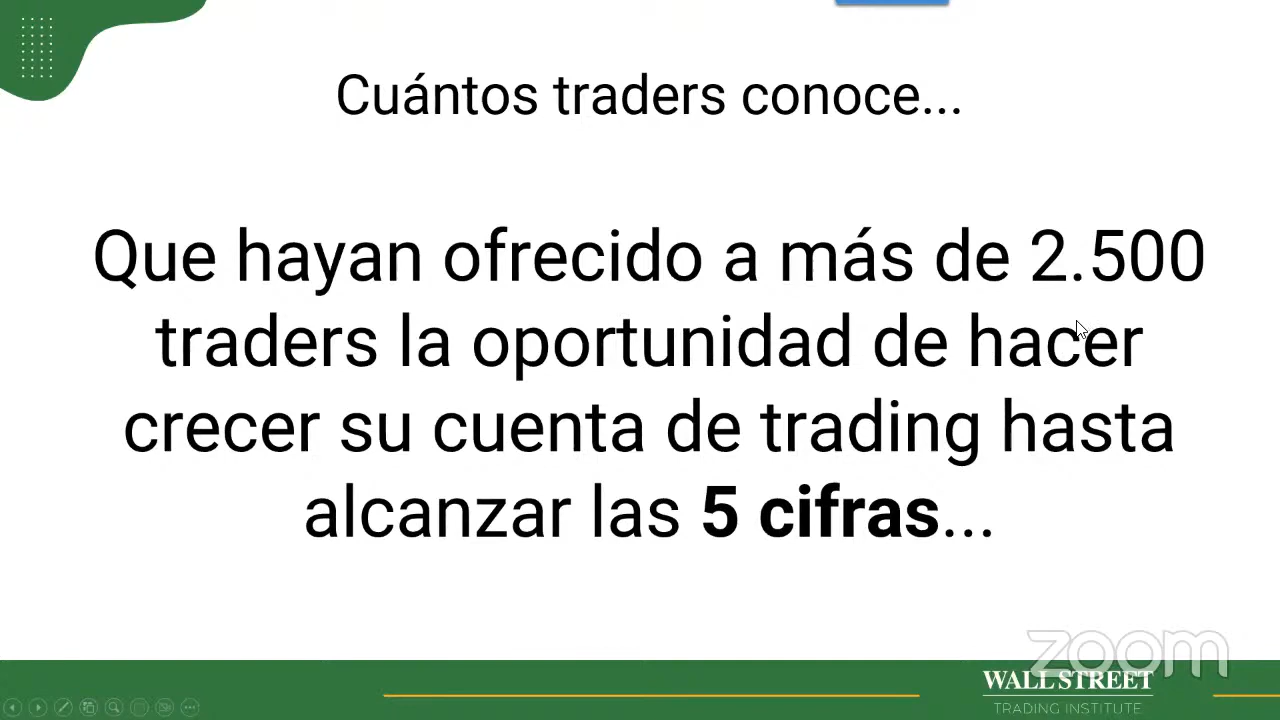 Cuántos traders conoce...
Que hayan ofrecido a más de 2.500
traders la oportunidad de hacer
crecer su cuenta de trading hasta
alcanzar las 5 cifras...
zoom
WALL STREET
TRADING INSTITUTE